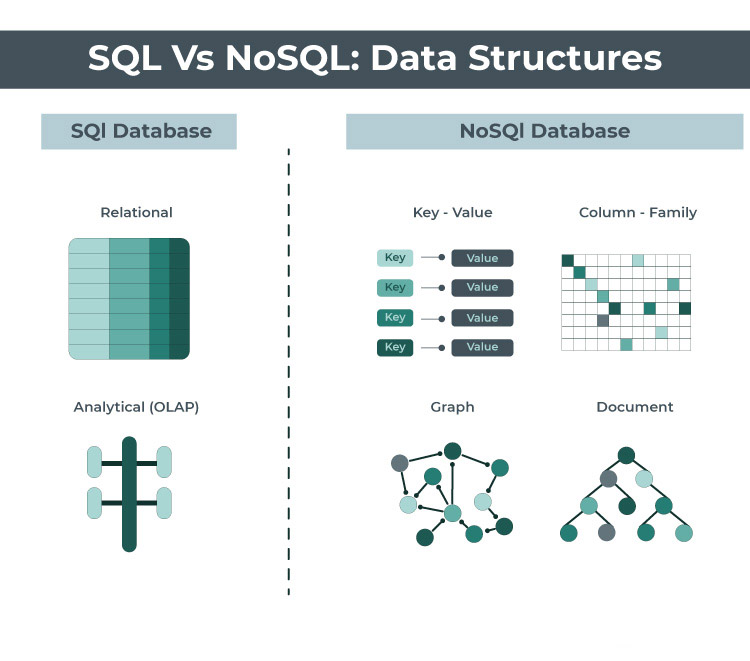 SQL Vs NoSQL: Data Structures
SQl Database
NoSQl Database
Relational
Key - Value
Column - Family
Key
Value
Key
Value
Key
Value
Key
Value
Analytical (OLAP)
Graph
Document